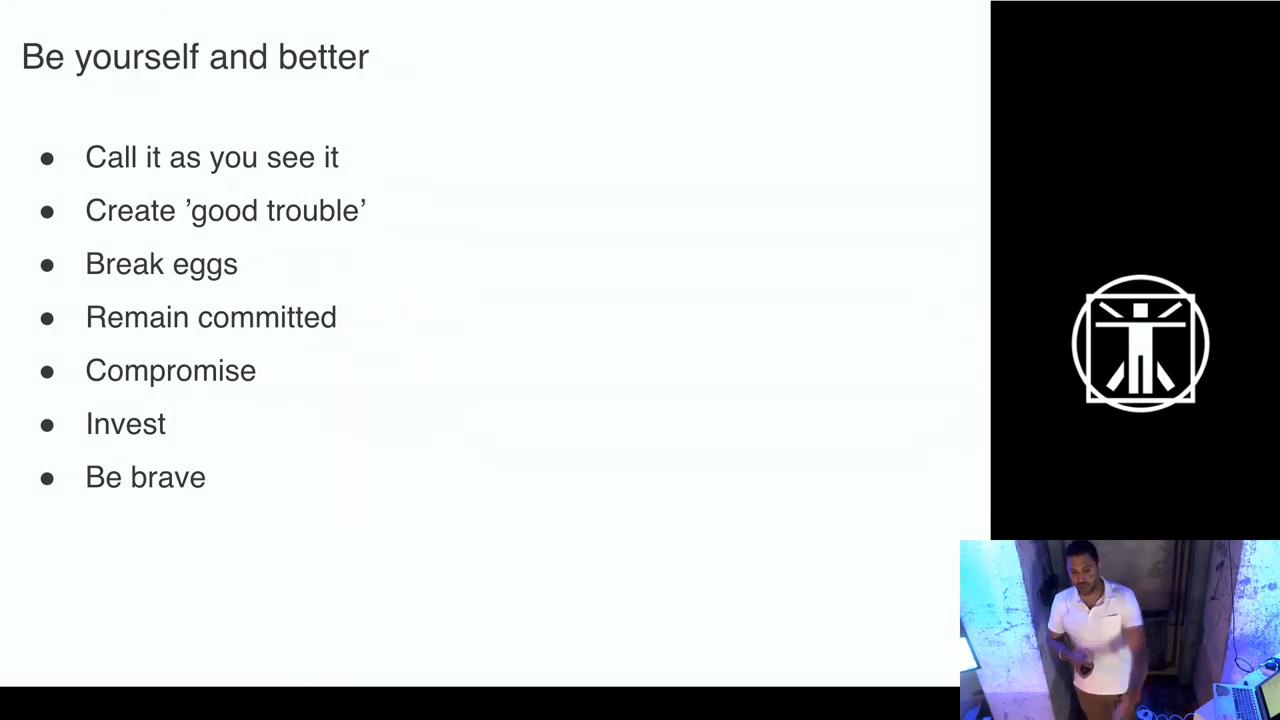 Be yourself and better
● Call it as you see it
● Create ’good trouble’
● Break eggs
● Remain committed
● Compromise
● Invest
● Be brave